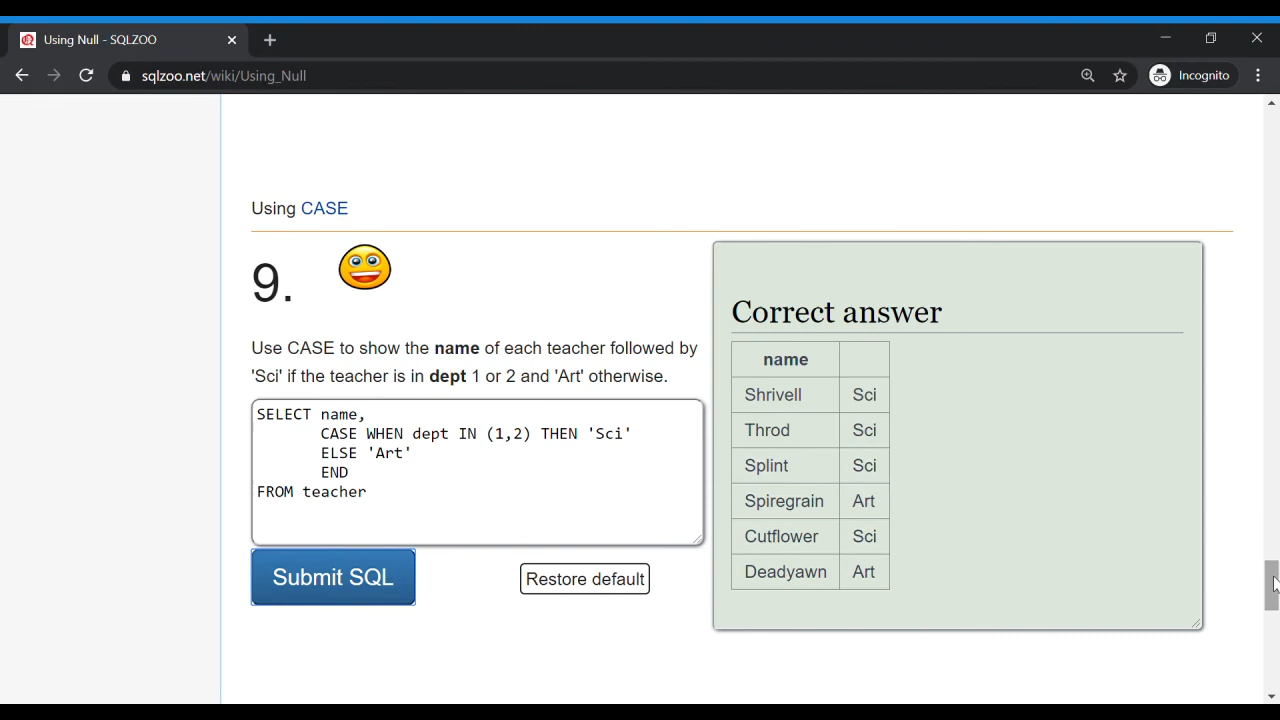 Using Null - SQLZOO
sqlzoo.net/wiki/Using_Null
Incognito
Using CASE
9.
Use CASE to show the name of each teacher followed by
'Sci' if the teacher is in dept 1 or 2 and 'Art' otherwise.
SELECT name,
CASE WHEN dept IN (1,2) THEN 'Sci'
ELSE 'Art'
END
FROM teacher
Submit SQL
Restore default
Correct answer
name
Shrivell Sci
Throd Sci
Splint Sci
Spiregrain Art
Cutflower Sci
Deadyawn Art